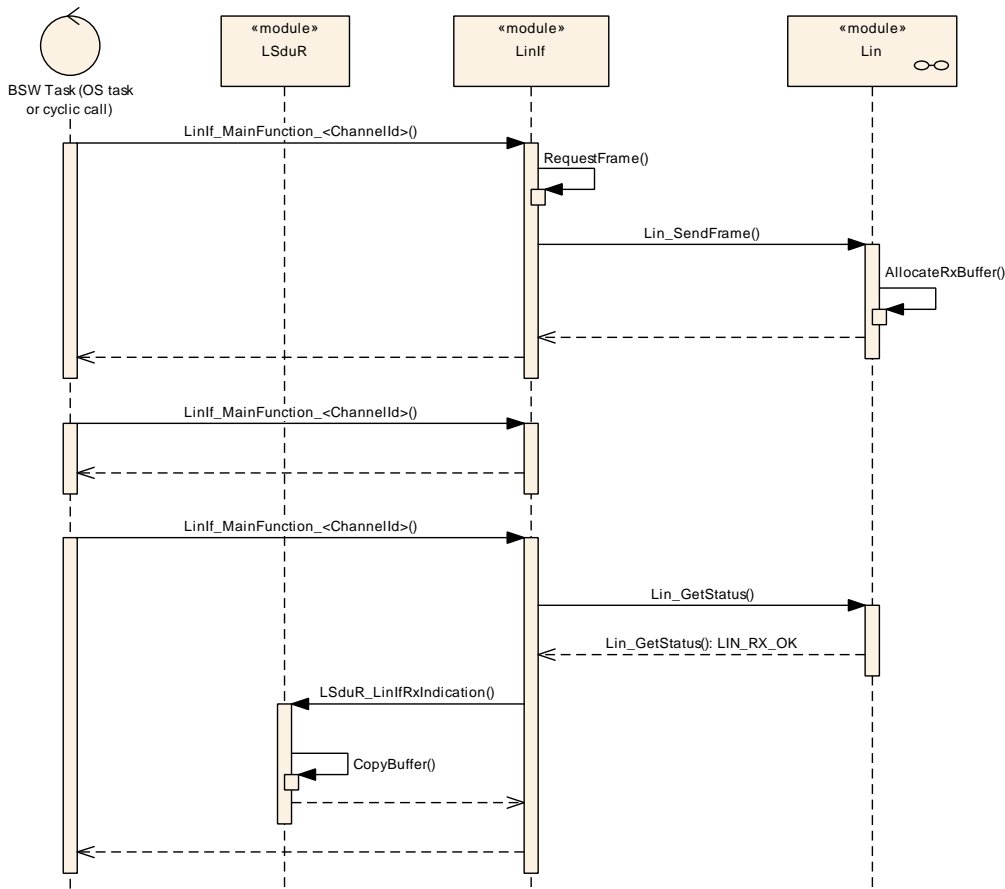 «module»
LSduR
«module»
LinIf
«module»
Lin
BSW Task (OS task
or cyclic call)
LinIf_MainFunction_<ChannelId>()
RequestFrame()
Lin_SendFrame()
AllocateRxBuffer()
LinIf_MainFunction_<ChannelId>()
LinIf_MainFunction_<ChannelId>()
Lin_GetStatus()
Lin_GetStatus(): LIN_RX_OK
LSduR_LinIfRxIndication()
CopyBuffer()